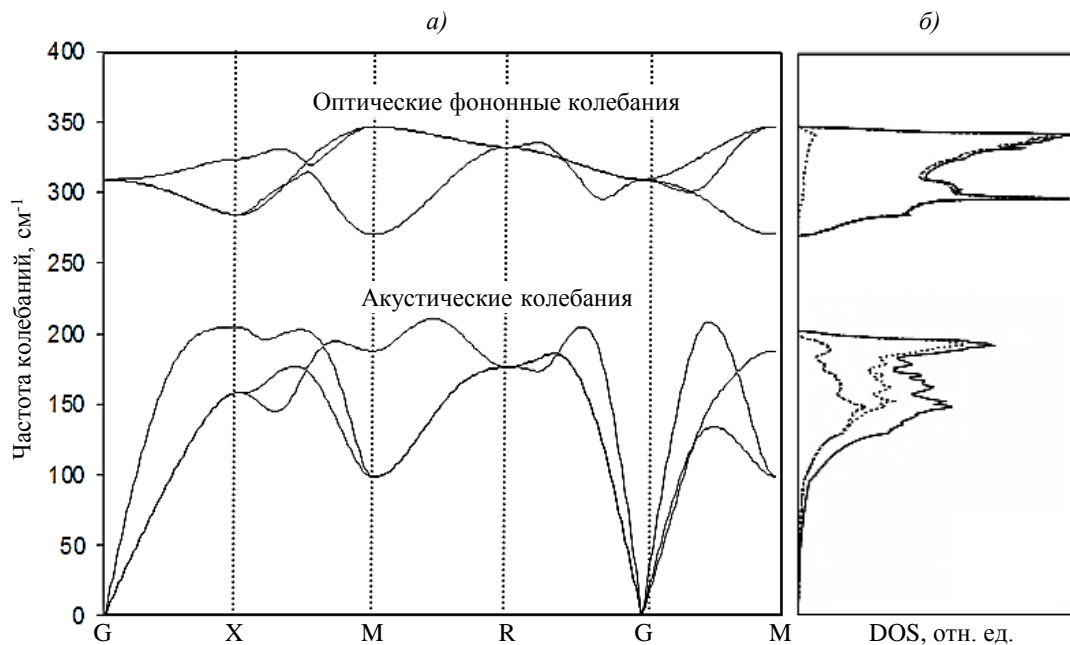 а)
б)
400
350
300
250
200
150
100
50
0
Частота колебаний, см-1
Оптические фононные колебания
Акустические колебания
G X M R G M
DOS, отн. ед.